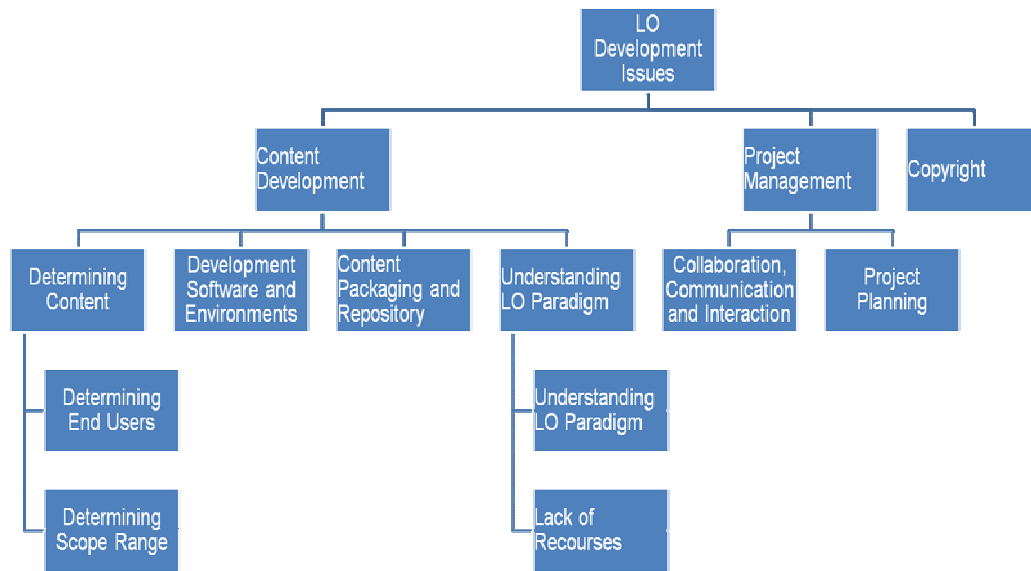 LO
Development
Issues
Content
Development
Project
Management
Copyright
Determining
Content
Development
Software and
Environments
Content
Packaging and
Repository
Understanding
LO Paradigm
Collaboration,
Communication
and Interaction
Project
Planning
Determining
End Users
Understanding
LO Paradigm
Determining
Scope Range
Lack of
Recourses